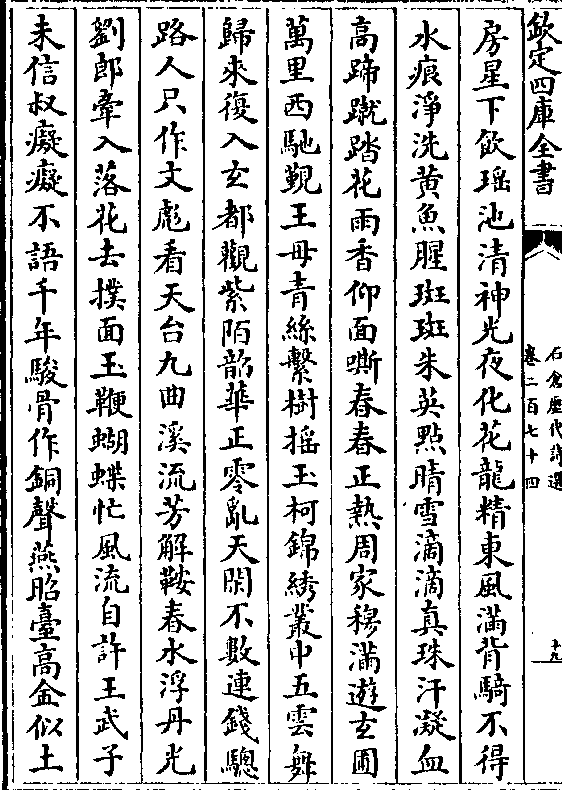 欽定四庫全書
石倉歷代詩選
卷二百七十四
十九
房星下飲瑶池清神光夜化花龍精東風滿背騎不得
水痕淨洗黄魚腥斑斑朱英點晴雪滴滴真珠汗凝血
高蹄蹴踏花雨香仰面嘶春春正熱周家穆滿遊玄圃
萬里西馳覲王母青絲繫樹揺玉柯錦綉叢中五雲舞
歸来復入玄都觀紫陌韶華正零亂天閑不數連錢驄
路人只作文彪看天台九曲溪流芳解鞍春水浮丹光
劉郎牽入落花去撲面玉鞭蝴蝶忙風流自許王武子
未信叔癡癡不語千年駿骨作銅聲燕昭臺高金似土